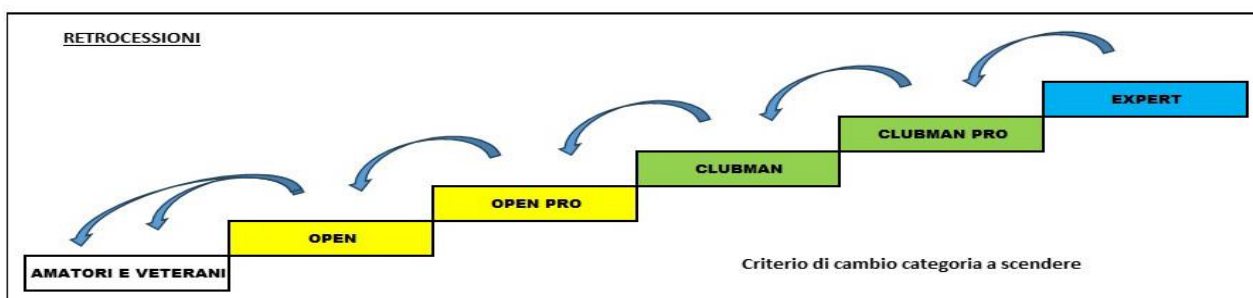 RETROCESSIONI
EXPERT
CLUBMAN PRO
CLUBMAN
OPEN PRO
OPEN
AMATORI E VETERANI
Criterio di cambio categoria a scendere